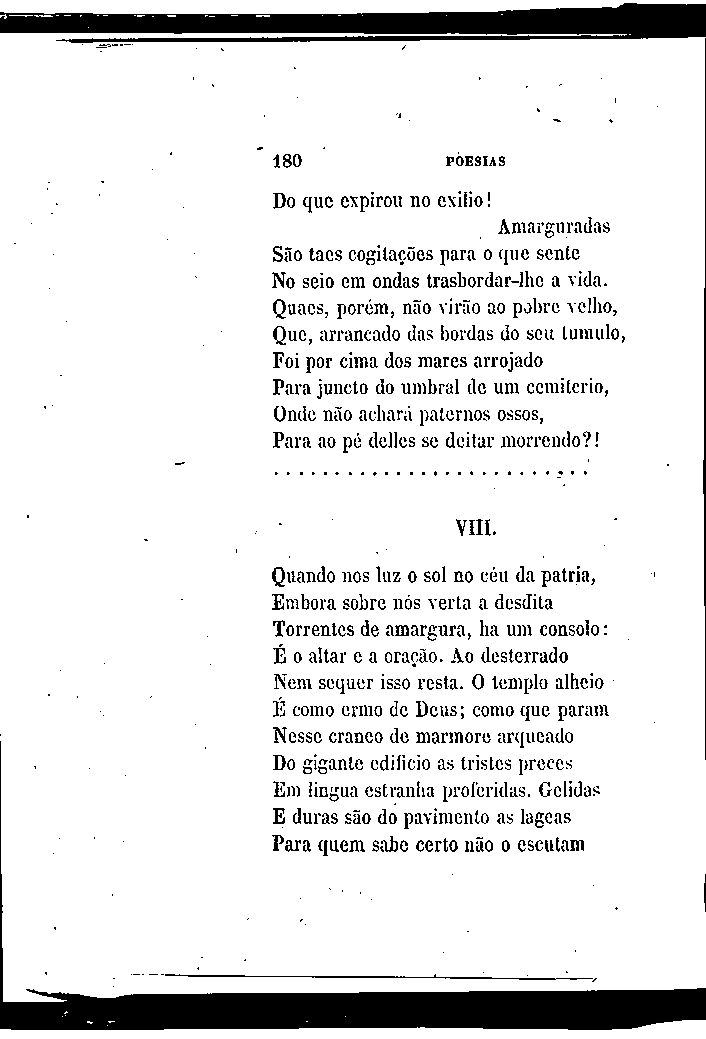 180 POESIAS
Do que expirou no exilio!
Amarguradas
São taes cogitações para o que sente
No seio em ondas trasbordar-lhe a vida.
Quaes, porém, não virão ao pobre velho,
Que, arrancado das bordas do seu tumulo,
Foi por cima dos mares arrojado
Para juncto do umbral de um cemiterio,
Onde não achará paternos ossos,
Para ao pé delles se deitar morrendo?!
. . . . . . . . . . . . . . . . . . . . . . . . . .
VIII.
Quando nos luz o sol no céu da patria,
Embora sobre nós verta a desdita
Torrentes de amargura, ha um consolo:
É o altar e a oração. Ao desterrado
Nem sequer isso resta. O templo alheio
É como ermo de Deus; como que param
Nesse craneo de marmore arqueado
Do gigante edificio as tristes preces
Em lingua estranha proferidas. Gelidas
E duras são do pavimento as lageas
Para quem sabe certo não o escutam